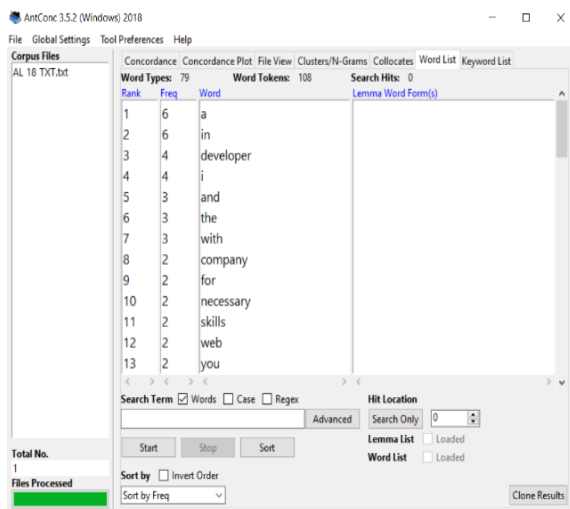 AntConc 3.5.2 (Windows) 2018
File Global Settings Tool Preferences Help
Corpus Files
AL 18 TXT.txt
Concordance Concordance Plot File View Clusters/N-Grams Collocates Word List Keyword List
Word Types: 79 Word Tokens: 108 Search Hits: 0
Rank Freq Word Lemma Word Form(s)
1 6 a
2 6 in
3 4 developer
4 4 i
5 3 and
6 3 the
7 3 with
8 2 company
9 2 for
10 2 necessary
11 2 skills
12 2 web
13 2 you
Search Term Words Case Regex Hit Location
Advanced Search Only 0
Start Stop Sort Lemma List Loaded
Word List Loaded
Sort by Invert Order
Sort by Freq Clone Results
Total No.
1
Files Processed